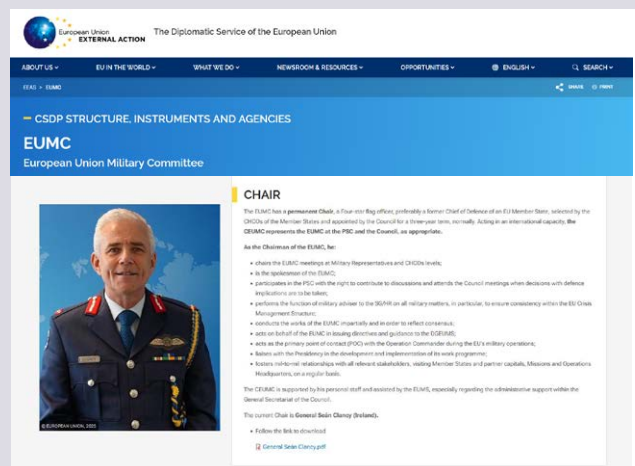 European Union
EXTERNAL ACTION
The Diplomatic Service of the European Union
ABOUT US EU IN THE WORLD WHAT WE DO NEWSROOM & RESOURCES OPPORTUNITIES ENGLISH SEARCH
EEAS > EUMC SHARE PRINT
CSDP STRUCTURE, INSTRUMENTS AND AGENCIES
EUMC
European Union Military Committee
CHAIR
The EUMC has a permanent Chair, a Four-star flag officer, preferably a former Chief of Defence of an EU Member State, selected by the
CHODs of the Member States and appointed by the Council for a three-year term, normally. Acting in an international capacity, the
CEUMC represents the EUMC at the PSC and the Council, as appropriate.
As the Chairman of the EUMC, he:
• chairs the EUMC meetings at Military Representatives and CHODs levels;
• is the spokesman of the EUMC;
• participates in the PSC with the right to contribute to discussions and attends the Council meetings when decisions with defence
implications are to be taken;
• performs the function of military adviser to the SG/HR on all military matters, in particular, to ensure consistency within the EU Crisis
Management Structure;
• conducts the works of the EUMC impartially and in order to reflect consensus;
• acts on behalf of the EUMC in issuing directives and guidance to the DGEUMS;
• acts as the primary point of contact (POC) with the Operation Commander during the EU's military operations;
• liaises with the Presidency in the development and implementation of its work programme;
• fosters mil-to-mil relationships with all relevant stakeholders, visiting Member States and partner capitals, Missions and Operations
Headquarters, on a regular basis.
The CEUMC is supported by his personal staff and assisted by the EUMS, especially regarding the administrative support within the
General Secretariat of the Council.
The current Chair is General Seán Clancy (Ireland).
• Follow the link to download:
General Seán Clancy.pdf
© EUROPEAN UNION, 2025